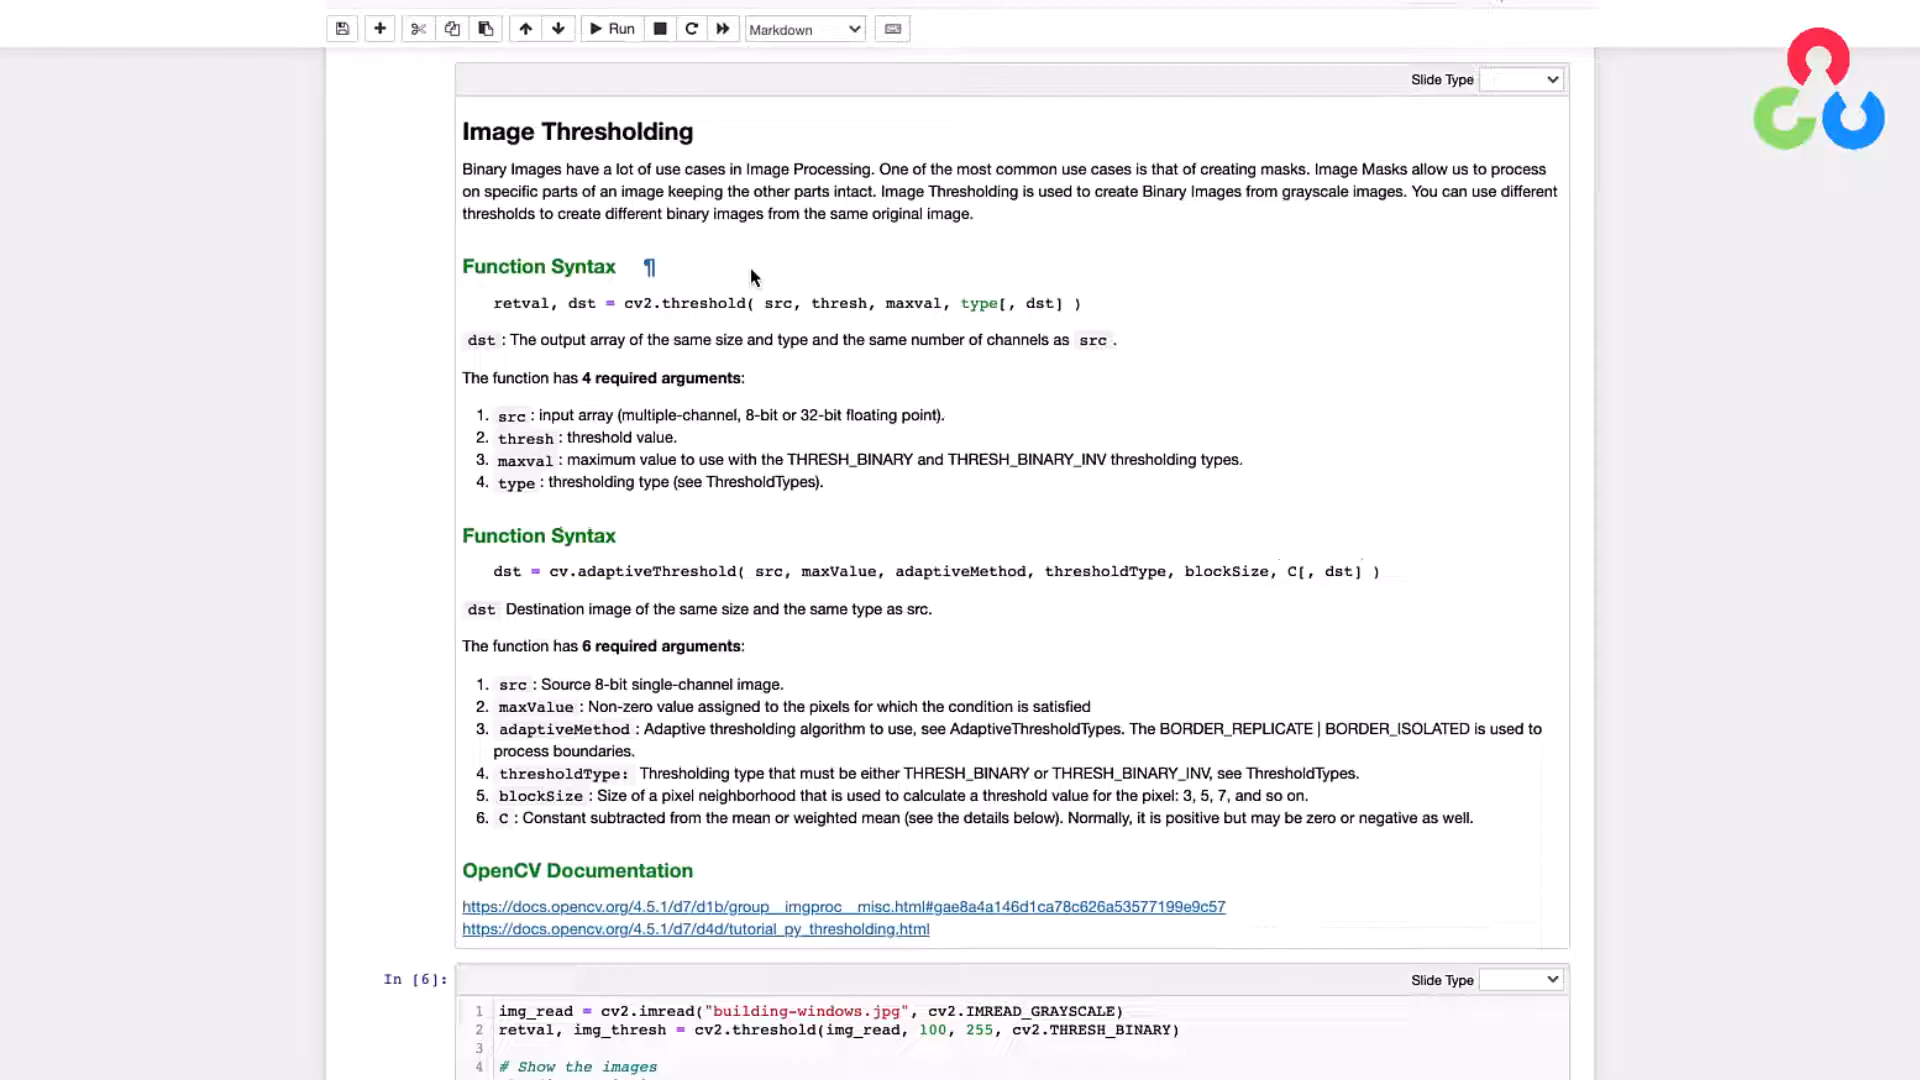 Run
Markdown
Slide Type
Image Thresholding
Binary Images have a lot of use cases in Image Processing. One of the most common use cases is that of creating masks. Image Masks allow us to process
on specific parts of an image keeping the other parts intact. Image Thresholding is used to create Binary Images from grayscale images. You can use different
thresholds to create different binary images from the same original image.
Function Syntax ¶
retval, dst = cv2.threshold( src, thresh, maxval, type[, dst] )
dst : The output array of the same size and type and the same number of channels as src .
The function has 4 required arguments:
1. src : input array (multiple-channel, 8-bit or 32-bit floating point).
2. thresh : threshold value.
3. maxval : maximum value to use with the THRESH_BINARY and THRESH_BINARY_INV thresholding types.
4. type : thresholding type (see ThresholdTypes).
Function Syntax
dst = cv.adaptiveThreshold( src, maxValue, adaptiveMethod, thresholdType, blockSize, C[, dst] )
dst Destination image of the same size and the same type as src.
The function has 6 required arguments:
1. src : Source 8-bit single-channel image.
2. maxValue : Non-zero value assigned to the pixels for which the condition is satisfied
3. adaptiveMethod : Adaptive thresholding algorithm to use, see AdaptiveThresholdTypes. The BORDER_REPLICATE | BORDER_ISOLATED is used to
process boundaries.
4. thresholdType: Thresholding type that must be either THRESH_BINARY or THRESH_BINARY_INV, see ThresholdTypes.
5. blockSize : Size of a pixel neighborhood that is used to calculate a threshold value for the pixel: 3, 5, 7, and so on.
6. C : Constant subtracted from the mean or weighted mean (see the details below). Normally, it is positive but may be zero or negative as well.
OpenCV Documentation
https://docs.opencv.org/4.5.1/d7/d1b/group__imgproc__misc.html#gae8a4a146d1ca78c626a53577199e9c57
https://docs.opencv.org/4.5.1/d7/d4d/tutorial_py_thresholding.html
In [6]:
Slide Type
1 img_read = cv2.imread("building-windows.jpg", cv2.IMREAD_GRAYSCALE)
2 retval, img_thresh = cv2.threshold(img_read, 100, 255, cv2.THRESH_BINARY)
3
4 # Show the images